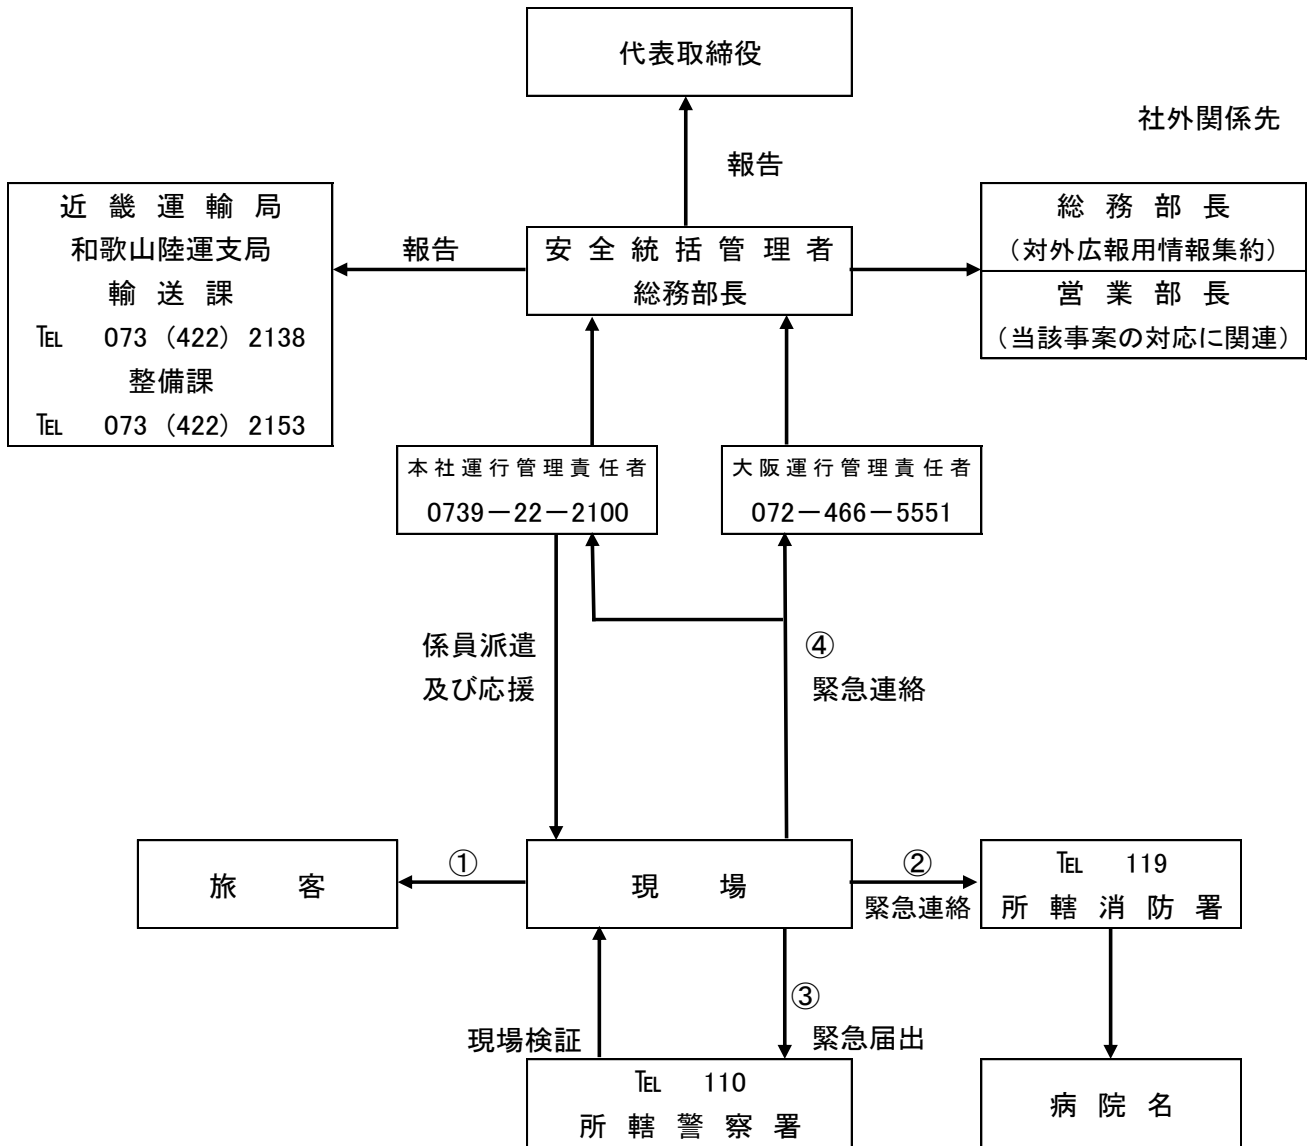 代表取締役
社外関係先
報告
近畿運輸局
和歌山陸運支局
輸送課
℡ 073（422）2138
整備課
℡ 073（422）2153
報告
安全統括管理者
総務部長
総務部長
（対外広報用情報集約）
営業部長
（当該事案の対応に関連）
本社運行管理責任者
0739－22－2100
大阪運行管理責任者
072－466－5551
係員派遣
及び応援
④
緊急連絡
旅客
①
現場
②
緊急連絡
℡ 119
所轄消防署
現場検証
③
緊急届出
℡ 110
所轄警察署
病院名